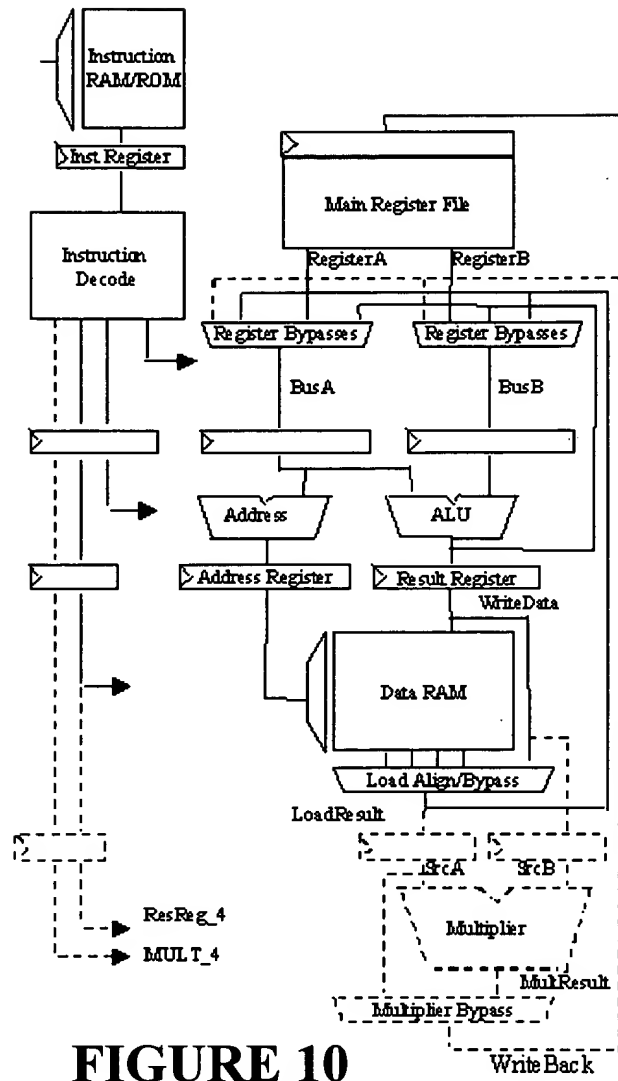 Instruction
RAM/ROM
Inst Register
Main Register File
Instruction
Decode
RegisterA
RegisterB
Register Bypasses
Register Bypasses
BusA
BusB
Address
ALU
Address Register
Result Register
WriteData
Data RAM
Load Align/Bypass
LoadResult
SrcA
SrcB
Multiplier
ResReg_4
MULT_4
MultResult
Multiplier Bypass
FIGURE 10
WriteBack